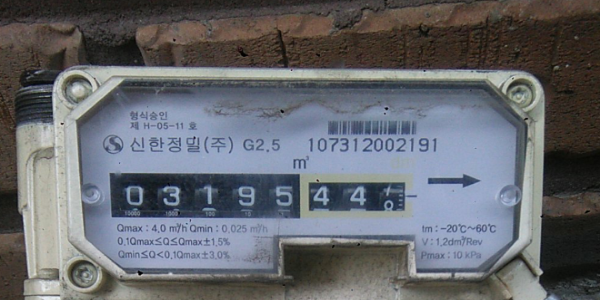 형식승인
제 H-05-11 호
신한정밀(주) G2.5
107312002191
m³
03195 44
10000 1000 100 10 1
Qmax : 4,0 m³/h Qmin : 0,025 m³/h
0,1Qmax≤Q≤Qmax±1,5%
Qmin≤Q<0,1Qmax±3,0%
tm : -20℃~60℃
V : 1,2dm³/Rev
Pmax : 10 kPa